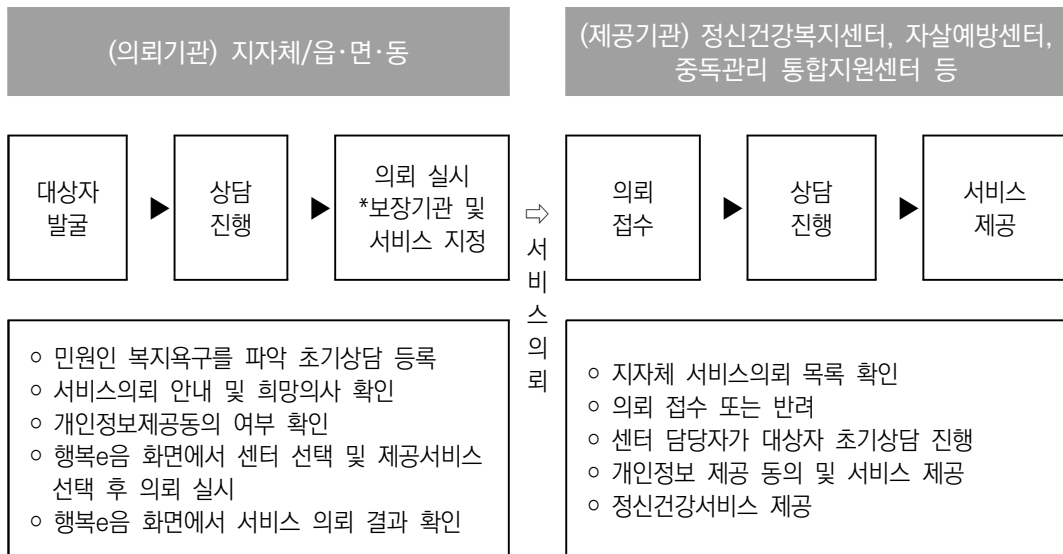 (의뢰기관) 지자체/읍·면·동
(제공기관) 정신건강복지센터, 자살예방센터,
중독관리 통합지원센터 등
대상자
발굴
▶
상담
진행
▶
의뢰 실시
*보장기관 및
서비스 지정
⇨
서
비
스
의
뢰
의뢰
접수
▶
상담
진행
▶
서비스
제공
○ 민원인 복지욕구를 파악 초기상담 등록
○ 서비스의뢰 안내 및 희망의사 확인
○ 개인정보제공동의 여부 확인
○ 행복e음 화면에서 센터 선택 및 제공서비스
선택 후 의뢰 실시
○ 행복e음 화면에서 서비스 의뢰 결과 확인
○ 지자체 서비스의뢰 목록 확인
○ 의뢰 접수 또는 반려
○ 센터 담당자가 대상자 초기상담 진행
○ 개인정보 제공 동의 및 서비스 제공
○ 정신건강서비스 제공